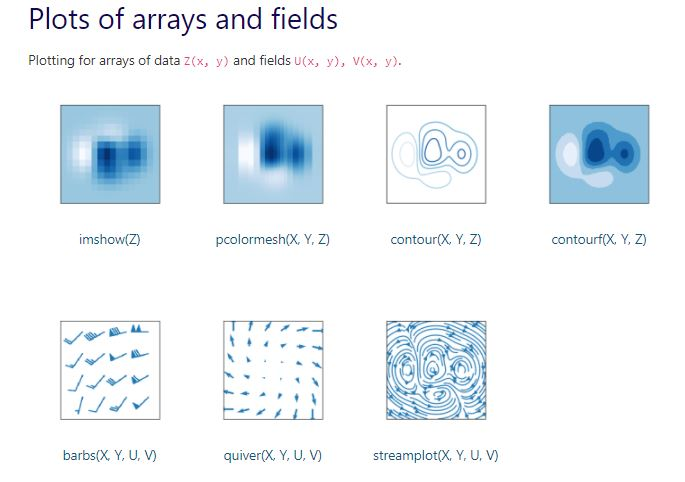 Plots of arrays and fields
Plotting for arrays of data Z(x, y) and fields U(x, y), V(x, y).
imshow(Z)
pcolormesh(X, Y, Z)
contour(X, Y, Z)
contourf(X, Y, Z)
barbs(X, Y, U, V)
quiver(X, Y, U, V)
streamplot(X, Y, U, V)